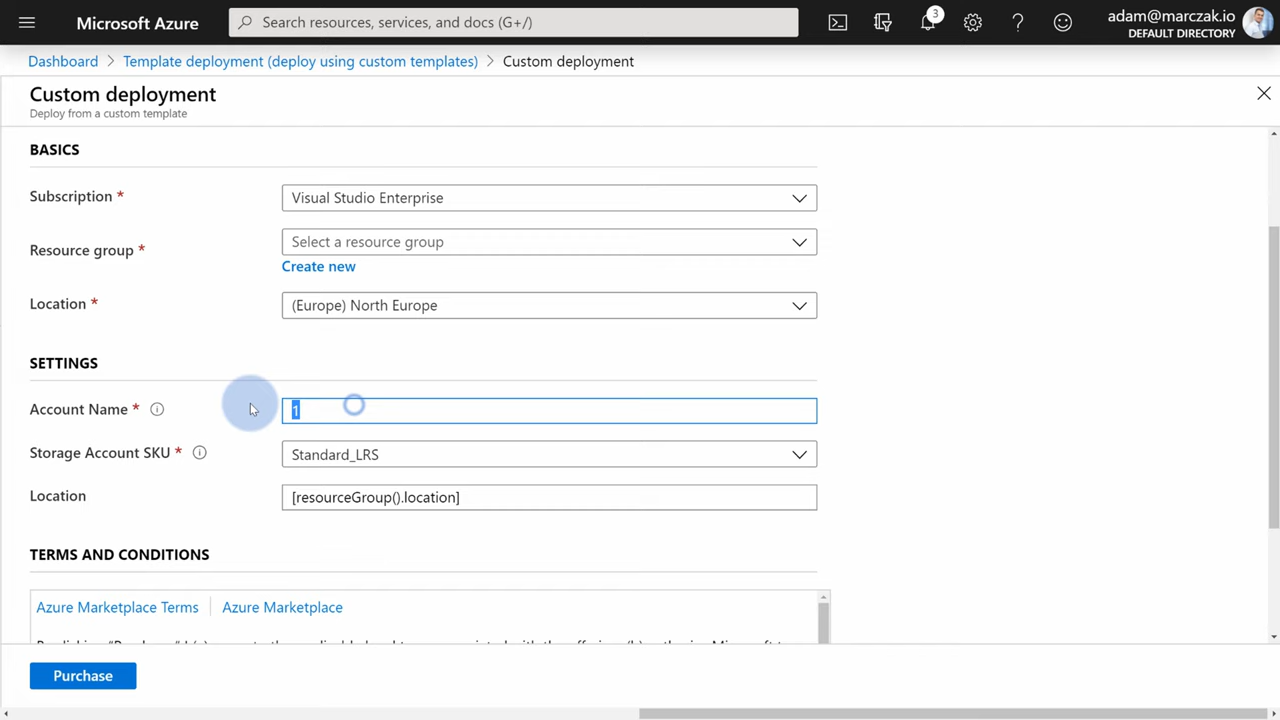 Microsoft Azure
Search resources, services, and docs (G+/)
3
adam@marczak.io
DEFAULT DIRECTORY
Dashboard > Template deployment (deploy using custom templates) > Custom deployment
Custom deployment
Deploy from a custom template
BASICS
Subscription *
Visual Studio Enterprise
Resource group *
Select a resource group
Create new
Location *
(Europe) North Europe
SETTINGS
Account Name *
1
Storage Account SKU *
Standard_LRS
Location
[resourceGroup().location]
TERMS AND CONDITIONS
Azure Marketplace Terms | Azure Marketplace
Purchase